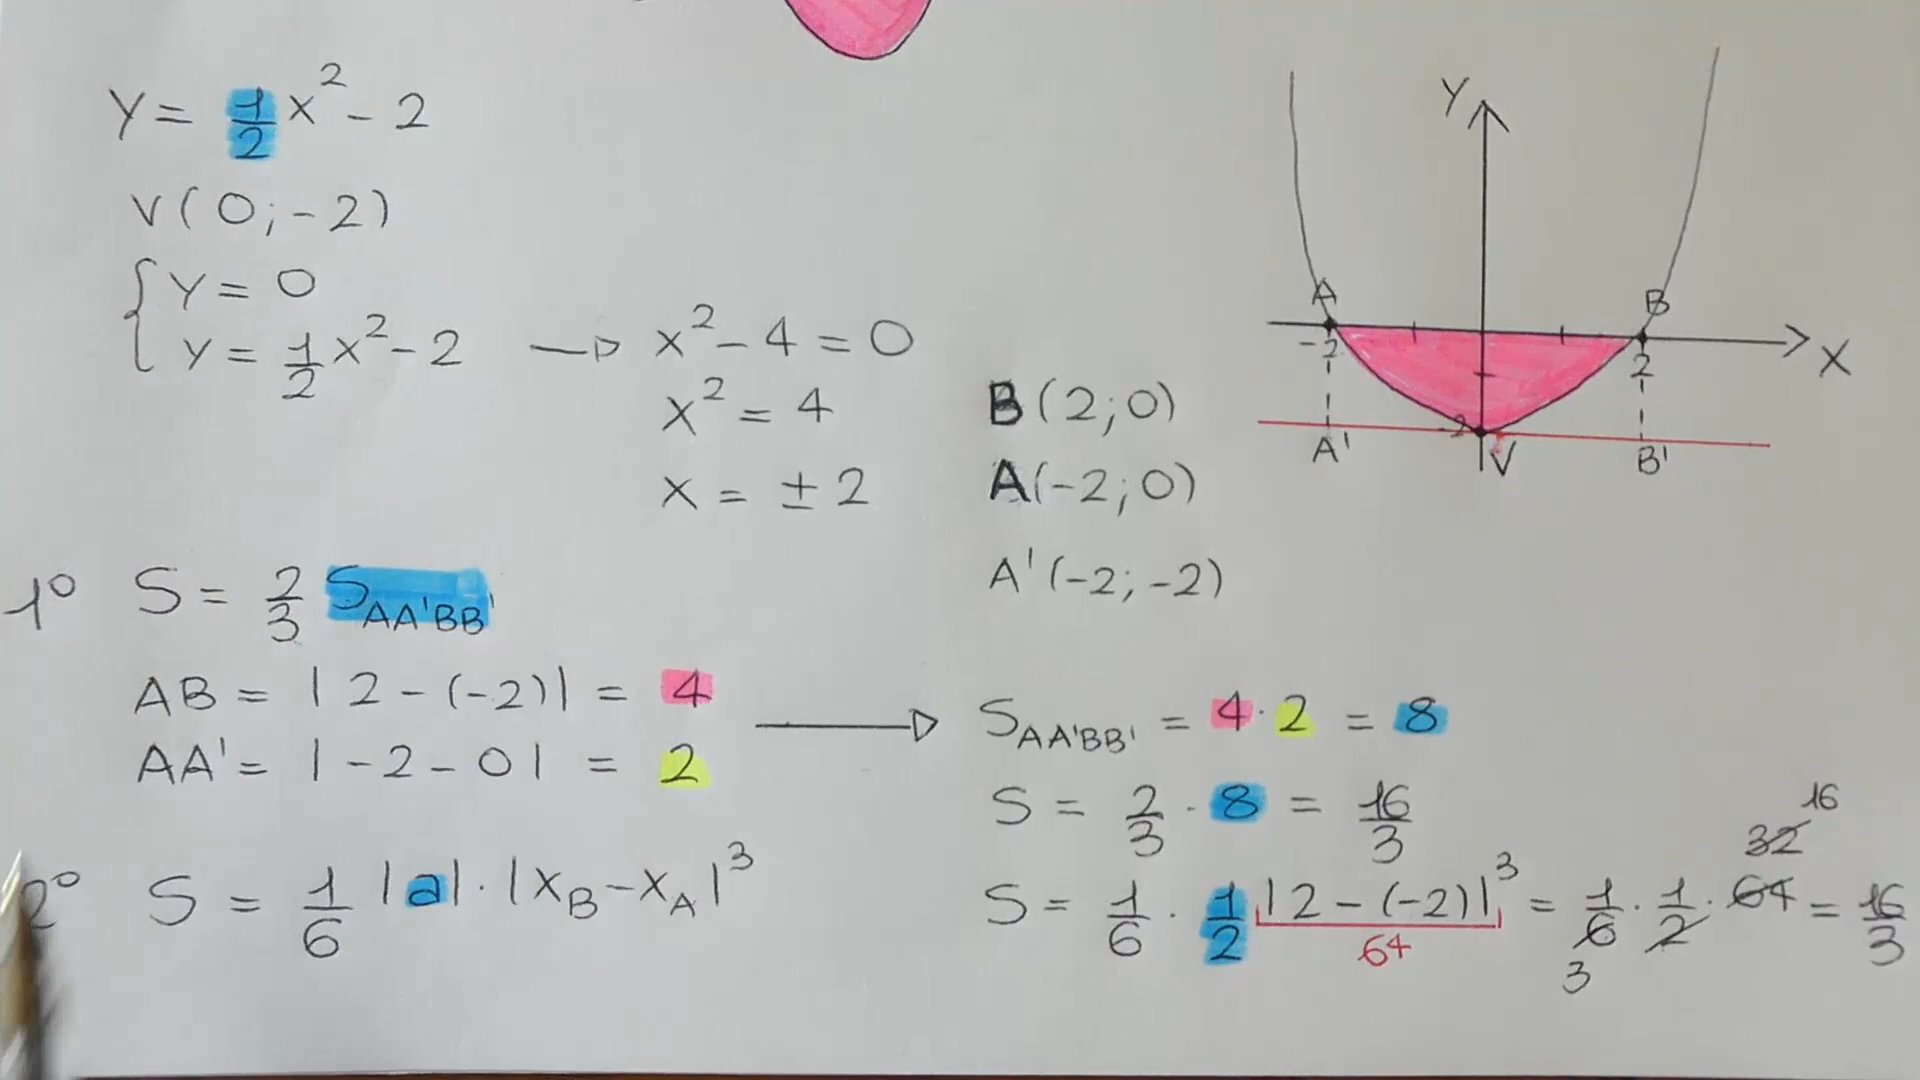 Y = 1/2 x² - 2
V(0; -2)
{ Y = 0
Y = 1/2 x² - 2 → x² - 4 = 0
x² = 4
x = ± 2
B(2; 0)
A(-2; 0)
A'(-2; -2)
Y
A
B
-2
2
X
-2
A'
V
B'
1° S = 2/3 S_AA'BB'
AB = | 2 - (-2)| = 4
AA' = | -2 - 0 | = 2
→ S_AA'BB' = 4 · 2 = 8
S = 2/3 · 8 = 16/3
2° S = 1/6 |a| · |x_B - x_A|³
S = 1/6 · 1/2 |2 - (-2)|³ = 1/6 · 1/2 · 64 = 16/3
64
3
32
16